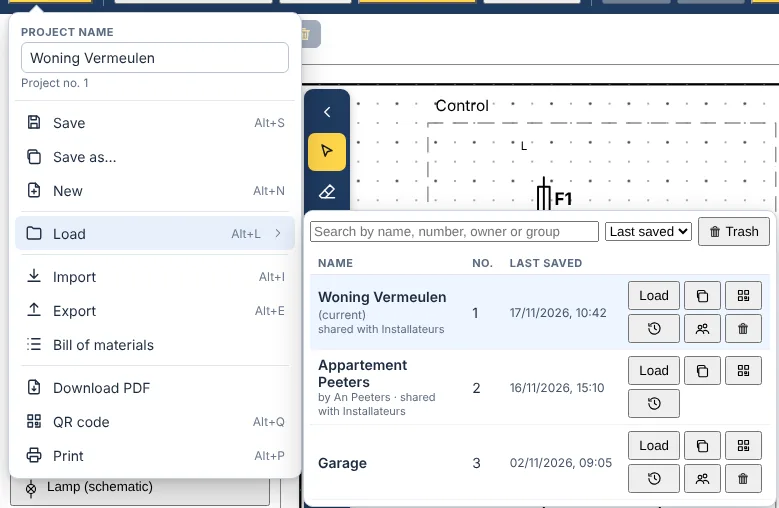 PROJECT NAME
Woning Vermeulen
Project no. 1
Save Alt+S
Save as...
New Alt+N
Load Alt+L
Import Alt+I
Export Alt+E
Bill of materials
Download PDF
QR code Alt+Q
Print Alt+P
Lamp (schematic)
Control
L
F1
Search by name, number, owner or group Last saved Trash
NAME NO. LAST SAVED
Woning Vermeulen
(current)
shared with Installateurs
1 17/11/2026, 10:42 Load
Appartement
Peeters
by An Peeters · shared
with Installateurs
2 16/11/2026, 15:10 Load
Garage 3 02/11/2026, 09:05 Load